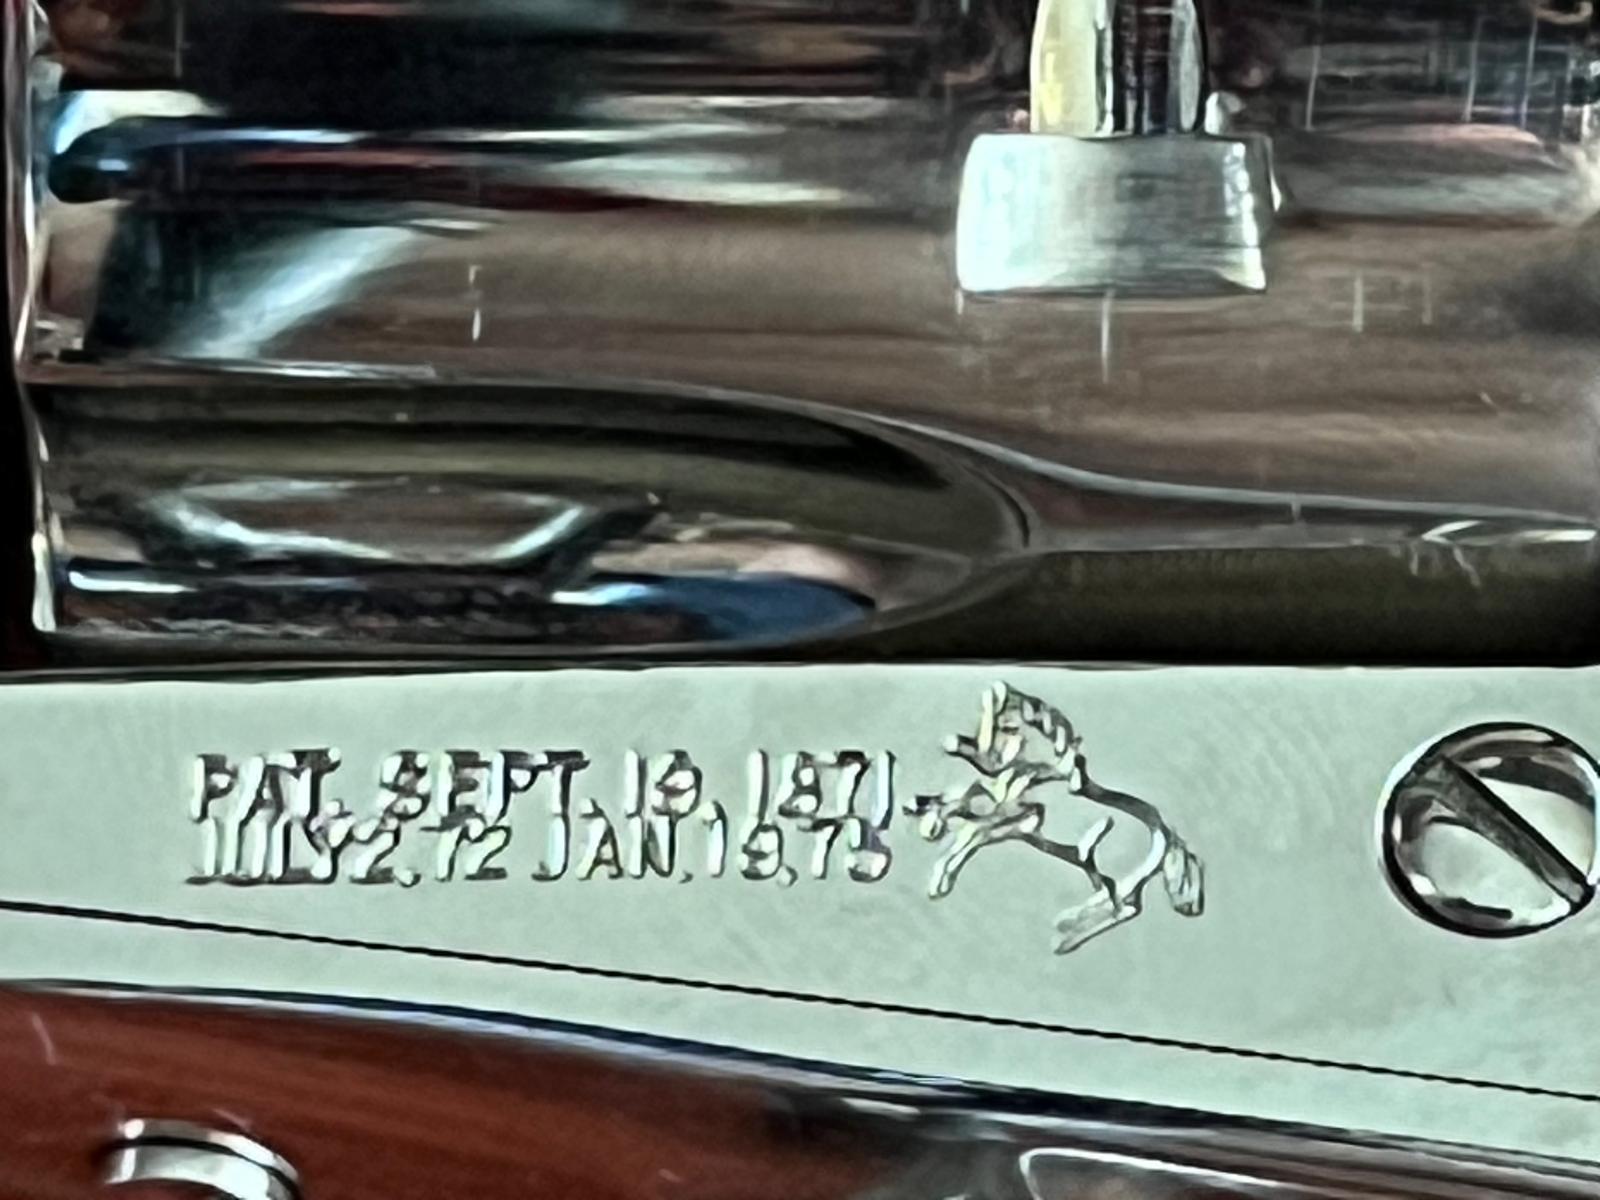 PAT. SEPT. 19. 1871
JULY 2. 72 JAN. 19. 75